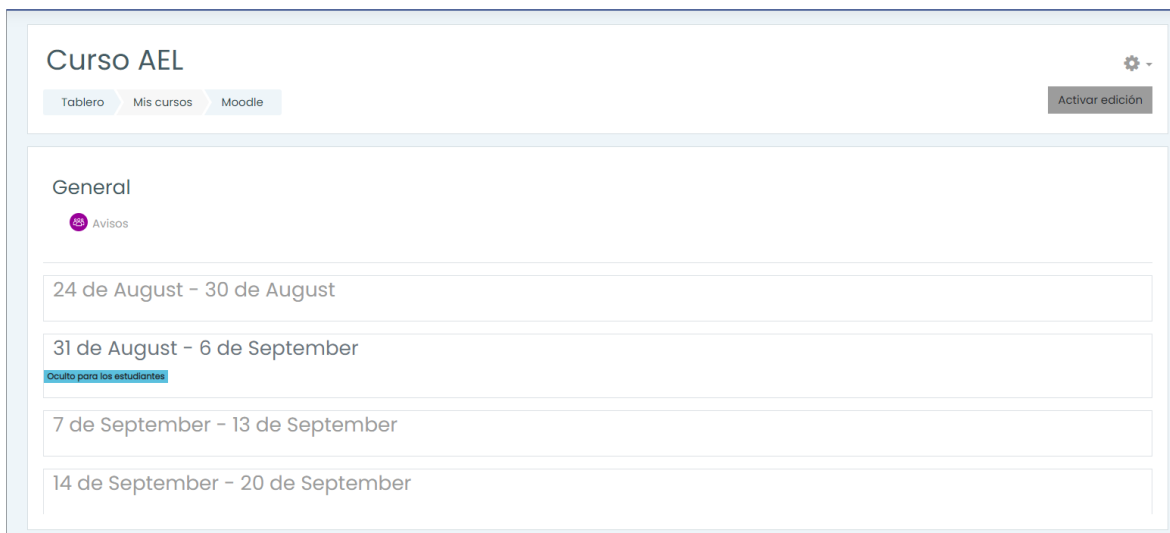 Curso AEL
Tablero Mis cursos Moodle
Activar edición
General
Avisos
24 de August - 30 de August
31 de August - 6 de September
Oculto para los estudiantes
7 de September - 13 de September
14 de September - 20 de September